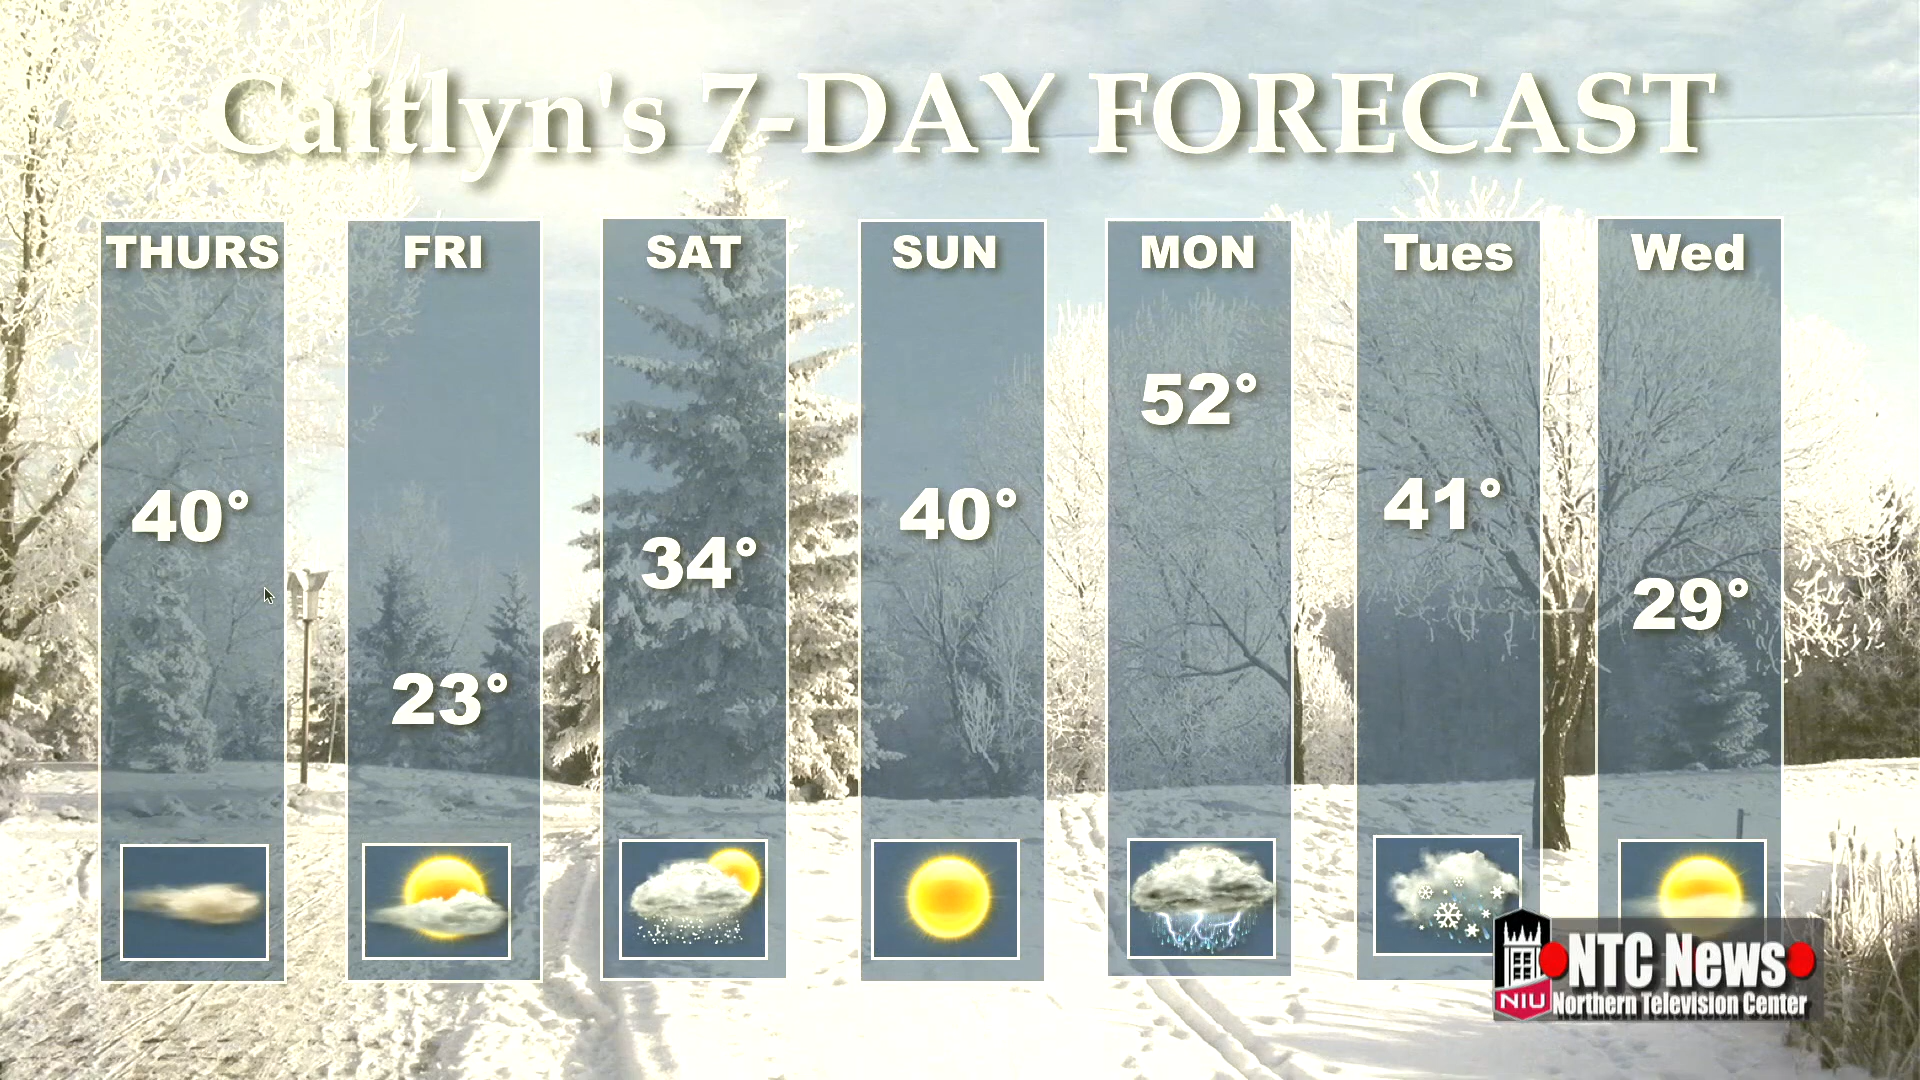 Caitlyn's 7-DAY FORECAST
THURS FRI SAT SUN MON Tues Wed
40° 23° 34° 40° 52° 41° 29°
NTC News
NIU Northern Television Center